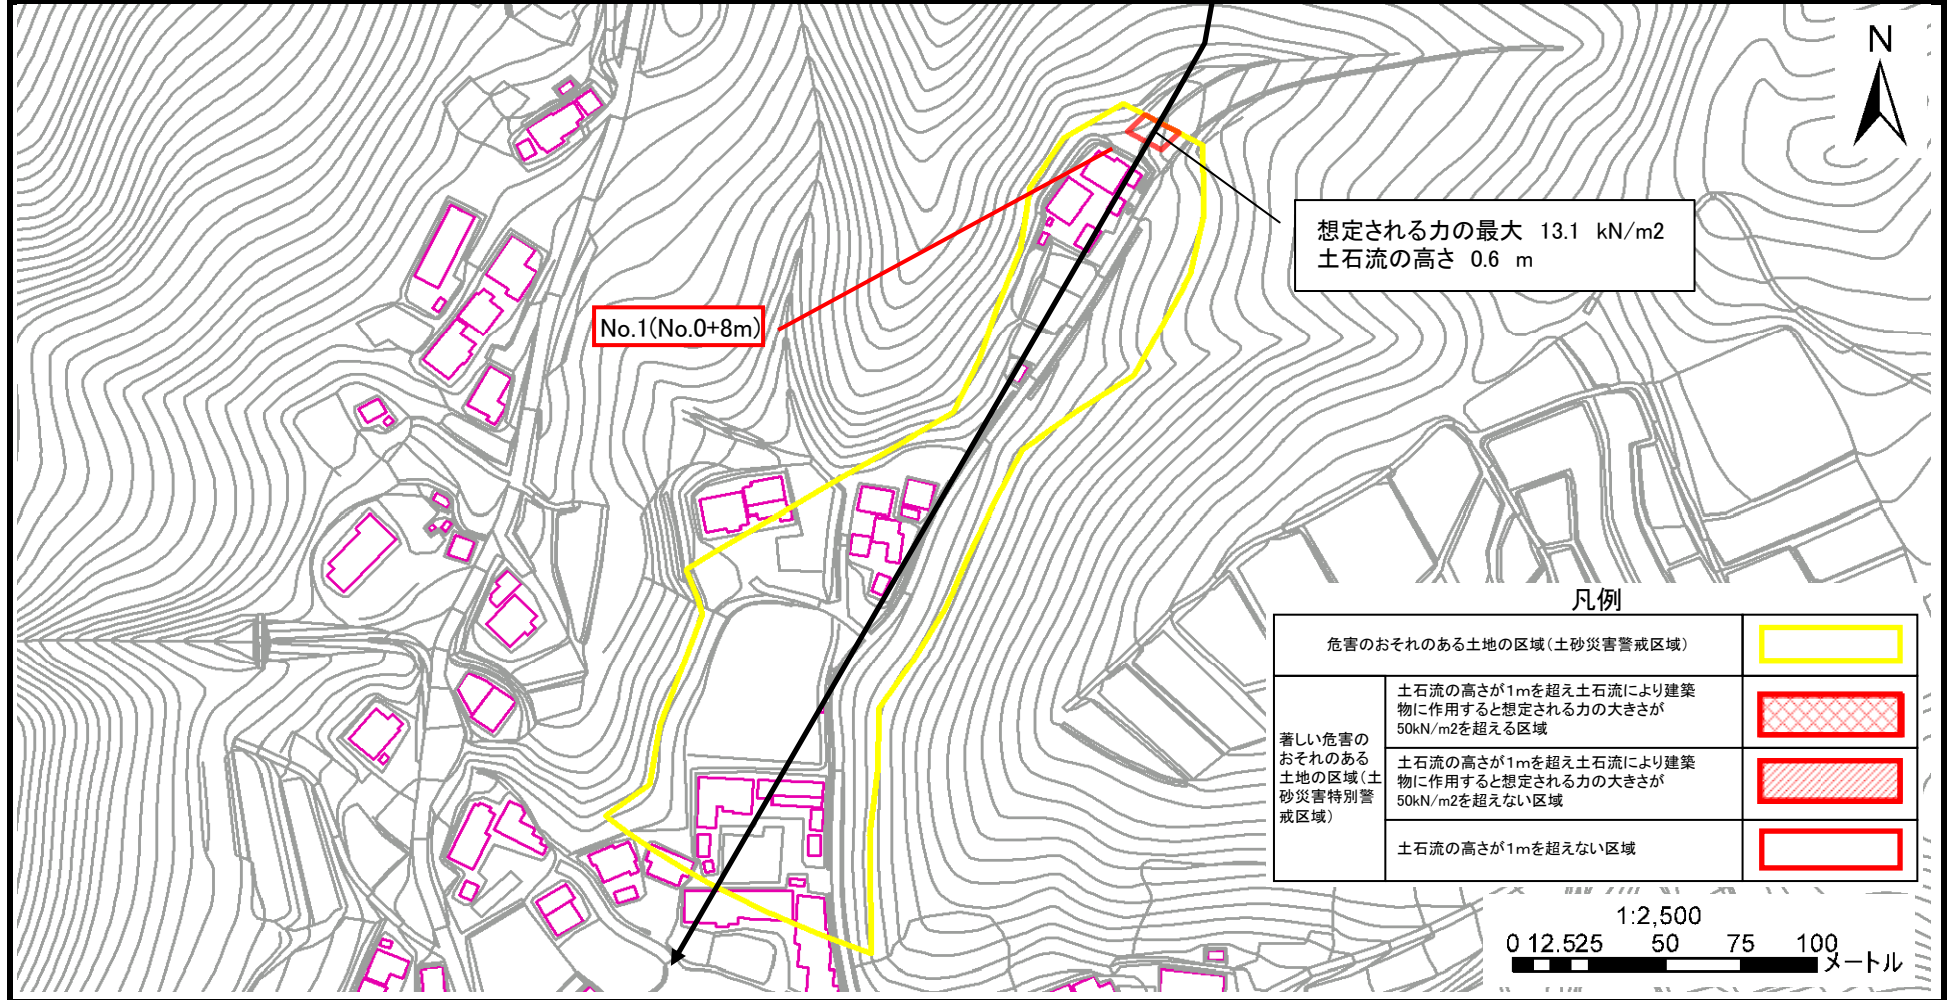 N
想定される力の最大 13.1 kN/m2
土石流の高さ 0.6 m
No.1(No.0+8m)
凡例
危害のおそれのある土地の区域(土砂災害警戒区域)
著しい危害の
おそれのある
土地の区域(土
砂災害特別警
戒区域)
土石流の高さが1mを超え土石流により建築
物に作用すると想定される力の大きさが
50kN/m2を超える区域
土石流の高さが1mを超え土石流により建築
物に作用すると想定される力の大きさが
50kN/m2を超えない区域
土石流の高さが1mを超えない区域
1:2,500
0 12.525 50 75 100
メートル